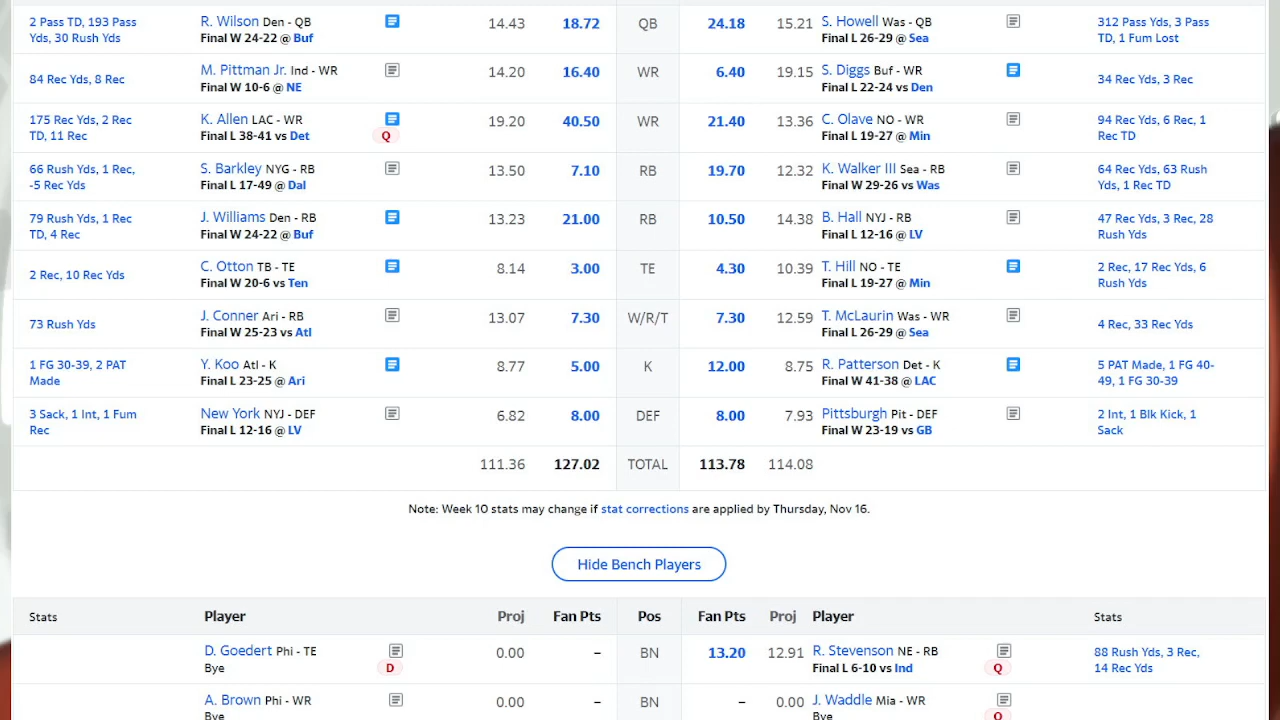 2 Pass TD, 193 Pass Yds, 30 Rush Yds R. Wilson Den - QB 14.43 18.72 QB 24.18 15.21 S. Howell Was - QB 312 Pass Yds, 3 Pass TD, 1 Fum Lost
Final W 24-22 @ Buf Final L 26-29 @ Sea
84 Rec Yds, 8 Rec M. Pittman Jr. Ind - WR 14.20 16.40 WR 6.40 19.15 S. Diggs Buf - WR 34 Rec Yds, 3 Rec
Final W 10-6 @ NE Final L 22-24 vs Den
175 Rec Yds, 2 Rec TD, 11 Rec K. Allen LAC - WR 19.20 40.50 WR 21.40 13.36 C. Olave NO - WR 94 Rec Yds, 6 Rec, 1 Rec TD
Final L 38-41 vs Det Q Final L 19-27 @ Min
66 Rush Yds, 1 Rec, -5 Rec Yds S. Barkley NYG - RB 13.50 7.10 RB 19.70 12.32 K. Walker III Sea - RB 64 Rec Yds, 63 Rush Yds, 1 Rec TD
Final L 17-49 @ Dal Final W 29-26 vs Was
79 Rush Yds, 1 Rec TD, 4 Rec J. Williams Den - RB 13.23 21.00 RB 10.50 14.38 B. Hall NYJ - RB 47 Rec Yds, 3 Rec, 28 Rush Yds
Final W 24-22 @ Buf Final L 12-16 @ LV
2 Rec, 10 Rec Yds C. Otton TB - TE 8.14 3.00 TE 4.30 10.39 T. Hill NO - TE 2 Rec, 17 Rec Yds, 6 Rush Yds
Final W 20-6 vs Ten Final L 19-27 @ Min
73 Rush Yds J. Conner Ari - RB 13.07 7.30 W/R/T 7.30 12.59 T. McLaurin Was - WR 4 Rec, 33 Rec Yds
Final W 25-23 vs Atl Final L 26-29 @ Sea
1 FG 30-39, 2 PAT Made Y. Koo Atl - K 8.77 5.00 K 12.00 8.75 R. Patterson Det - K 5 PAT Made, 1 FG 40-49, 1 FG 30-39
Final L 23-25 @ Ari Final W 41-38 @ LAC
3 Sack, 1 Int, 1 Fum Rec New York NYJ - DEF 6.82 8.00 DEF 8.00 7.93 Pittsburgh Pit - DEF 2 Int, 1 Blk Kick, 1 Sack
Final L 12-16 @ LV Final W 23-19 vs GB
111.36 127.02 TOTAL 113.78 114.08
Note: Week 10 stats may change if stat corrections are applied by Thursday, Nov 16.
Hide Bench Players
Stats Player Proj Fan Pts Pos Fan Pts Proj Player Stats
D. Goedert Phi - TE 0.00 – BN 13.20 12.91 R. Stevenson NE - RB 88 Rush Yds, 3 Rec, 14 Rec Yds
Bye D Final L 6-10 vs Ind Q
A. Brown Phi - WR 0.00 – BN – 0.00 J. Waddle Mia - WR
Bye Bye Q